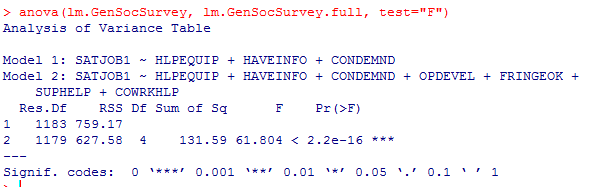 > anova(lm.GenSocSurvey, lm.GenSocSurvey.full, test="F")
Analysis of Variance Table

Model 1: SATJOB1 ~ HLPEQUIP + HAVEINFO + CONDEMND
Model 2: SATJOB1 ~ HLPEQUIP + HAVEINFO + CONDEMND + OPDEVEL + FRINGEOK +
    SUPHELP + COWRKHLP
  Res.Df    RSS Df Sum of Sq      F    Pr(>F)
1   1183 759.17
2   1179 627.58  4    131.59 61.804 < 2.2e-16 ***
---
Signif. codes:  0 ‘***’ 0.001 ‘**’ 0.01 ‘*’ 0.05 ‘.’ 0.1 ‘ ’ 1
>